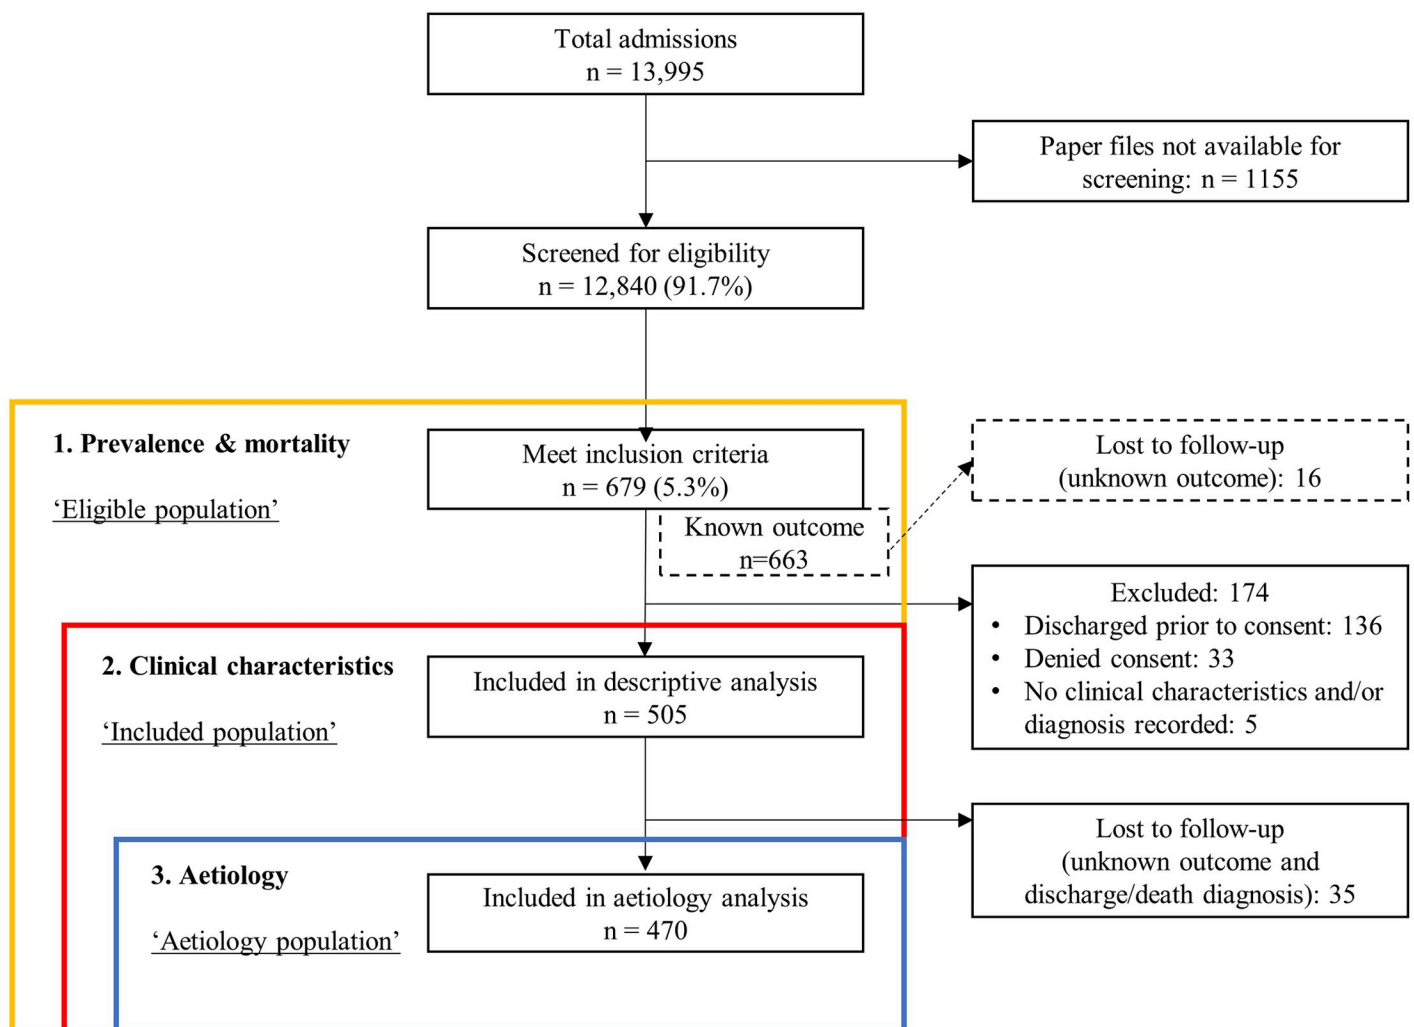 Total admissions
n = 13,995
Paper files not available for
screening: n = 1155
Screened for eligibility
n = 12,840 (91.7%)
1. Prevalence & mortality
‘Eligible population’
Meet inclusion criteria
n = 679 (5.3%)
Known outcome
n=663
Lost to follow-up
(unknown outcome): 16
Excluded: 174
• Discharged prior to consent: 136
• Denied consent: 33
• No clinical characteristics and/or
diagnosis recorded: 5
2. Clinical characteristics
‘Included population’
Included in descriptive analysis
n = 505
Lost to follow-up
(unknown outcome and
discharge/death diagnosis): 35
3. Aetiology
‘Aetiology population’
Included in aetiology analysis
n = 470